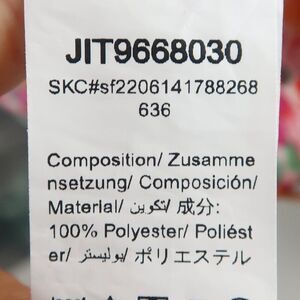 JIT9668030
SKC#sf2206141788268
636
Composition/ Zusamme
nsetzung/ Composición/
Material/ تكوين/ 成分:
100% Polyester/ Poliést
er/ بوليستر/ ポリエステル